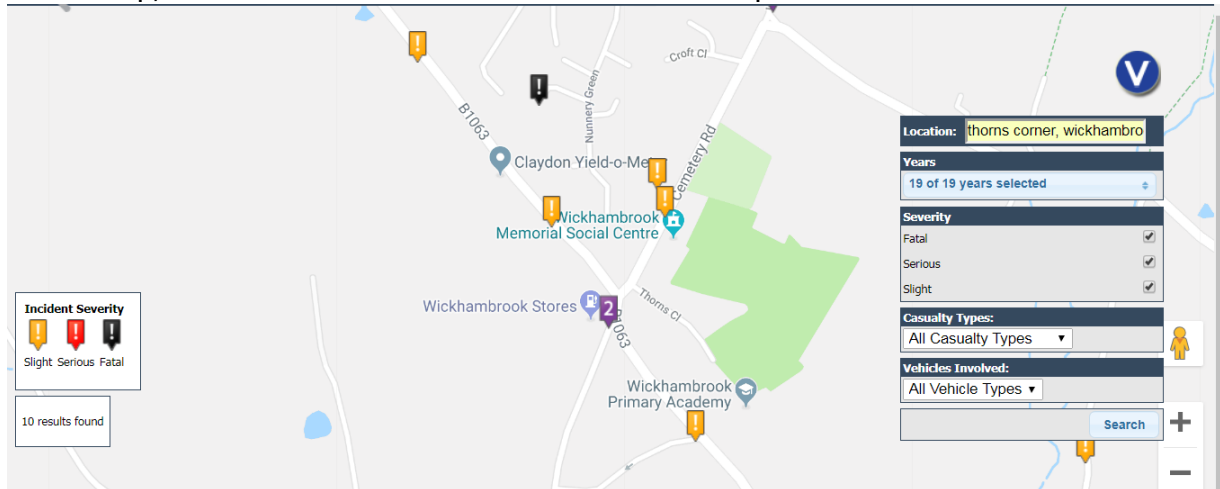 Croft Cl
Nunnery Green
B1063
V
Claydon Yield-o-Me
Cemetery Rd
Wickhambrook
Memorial Social Centre
Wickhambrook Stores
2
Thorns Cl
B1063
Wickhambrook
Primary Academy
Incident Severity
Slight Serious Fatal
10 results found
Location: thorns corner, wickhambro
Years
19 of 19 years selected
Severity
Fatal
Serious
Slight
Casualty Types:
All Casualty Types
Vehicles Involved:
All Vehicle Types
Search